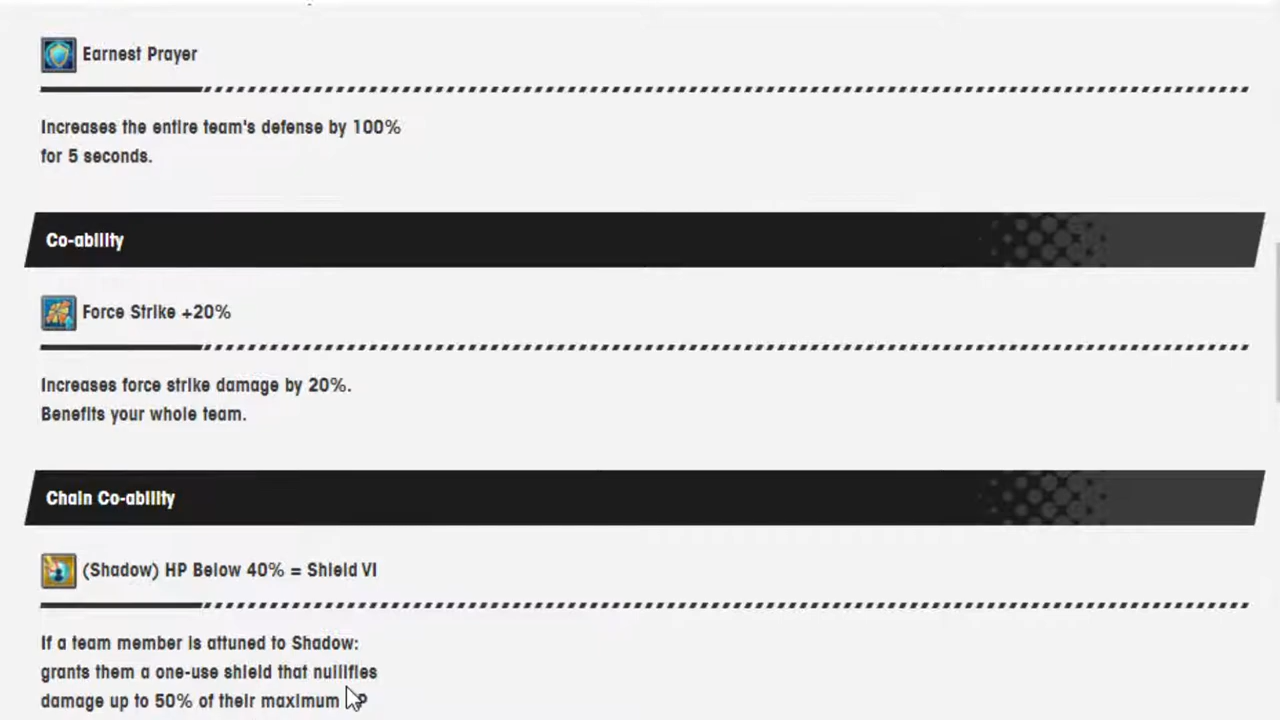 Earnest Prayer
Increases the entire team's defense by 100%
for 5 seconds.
Co-ability
Force Strike +20%
Increases force strike damage by 20%.
Benefits your whole team.
Chain Co-ability
(Shadow) HP Below 40% = Shield VI
If a team member is attuned to Shadow:
grants them a one-use shield that nullifies
damage up to 50% of their maximum